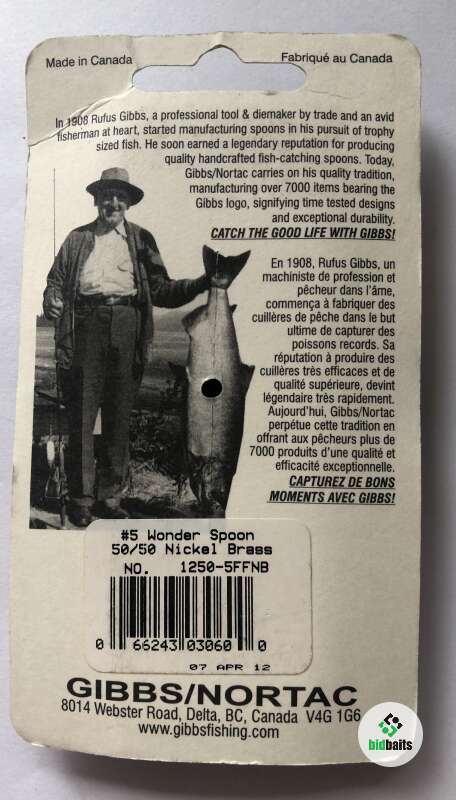 Made in Canada
Fabriqué au Canada
In 1908 Rufus Gibbs, a professional tool & diemaker by trade and an avid
fisherman at heart, started manufacturing spoons in his pursuit of trophy
sized fish. He soon earned a legendary reputation for producing
quality handcrafted fish-catching spoons. Today,
Gibbs/Nortac carries on his quality tradition,
manufacturing over 7000 items bearing the
Gibbs logo, signifying time tested designs
and exceptional durability.
CATCH THE GOOD LIFE WITH GIBBS!
En 1908, Rufus Gibbs, un
machiniste de profession et
pêcheur dans l'âme,
commença à fabriquer des
cuillères de pêche dans le but
ultime de capturer des
poissons records. Sa
réputation à produire des
cuillères très efficaces et de
qualité supérieure, devint
légendaire très rapidement.
Aujourd'hui, Gibbs/Nortac
perpétue cette tradition en
offrant aux pêcheurs plus de
7000 produits d'une qualité et
efficacité exceptionnelle.
CAPTUREZ DE BONS
MOMENTS AVEC GIBBS!
#5 Wonder Spoon
50/50 Nickel Brass
NO. 1250-5FFNB
0 66243 03060 0
07 APR 12
GIBBS/NORTAC
8014 Webster Road, Delta, BC, Canada V4G 1G6
www.gibbsfishing.com
bidbaits